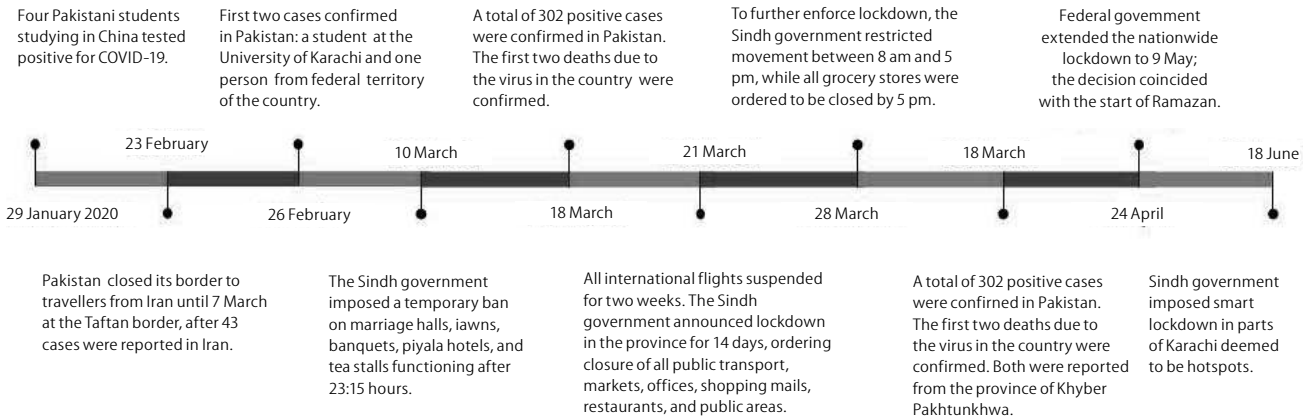 Four Pakistani students
studying in China tested
positive for COVID-19.
First two cases confirmed
in Pakistan: a student at the
University of Karachi and one
person from federal territory
of the country.
A total of 302 positive cases
were confirmed in Pakistan.
The first two deaths due to
the virus in the country were
confirmed.
To further enforce lockdown, the
Sindh government restricted
movement between 8 am and 5
pm, while all grocery stores were
ordered to be closed by 5 pm.
Federal govemment
extended the nationwide
lockdown to 9 May;
the decision coincided
with the start of Ramazan.
23 February
10 March
21 March
18 March
18 June
29 January 2020
26 February
18 March
28 March
24 April
Pakistan closed its border to
travellers from Iran until 7 March
at the Taftan border, after 43
cases were reported in Iran.
The Sindh government
imposed a temporary ban
on marriage halls, iawns,
banquets, piyala hotels, and
tea stalls functioning after
23:15 hours.
All international flights suspended
for two weeks. The Sindh
government announced lockdown
in the province for 14 days, ordering
closure of all public transport,
markets, offices, shopping mails,
restaurants, and public areas.
A total of 302 positive cases
were confirned in Pakistan.
The first two deaths due to
the virus in the country were
confirmed. Both were reported
from the province of Khyber
Pakhtunkhwa.
Sindh government
imposed smart
lockdown in parts
of Karachi deemed
to be hotspots.